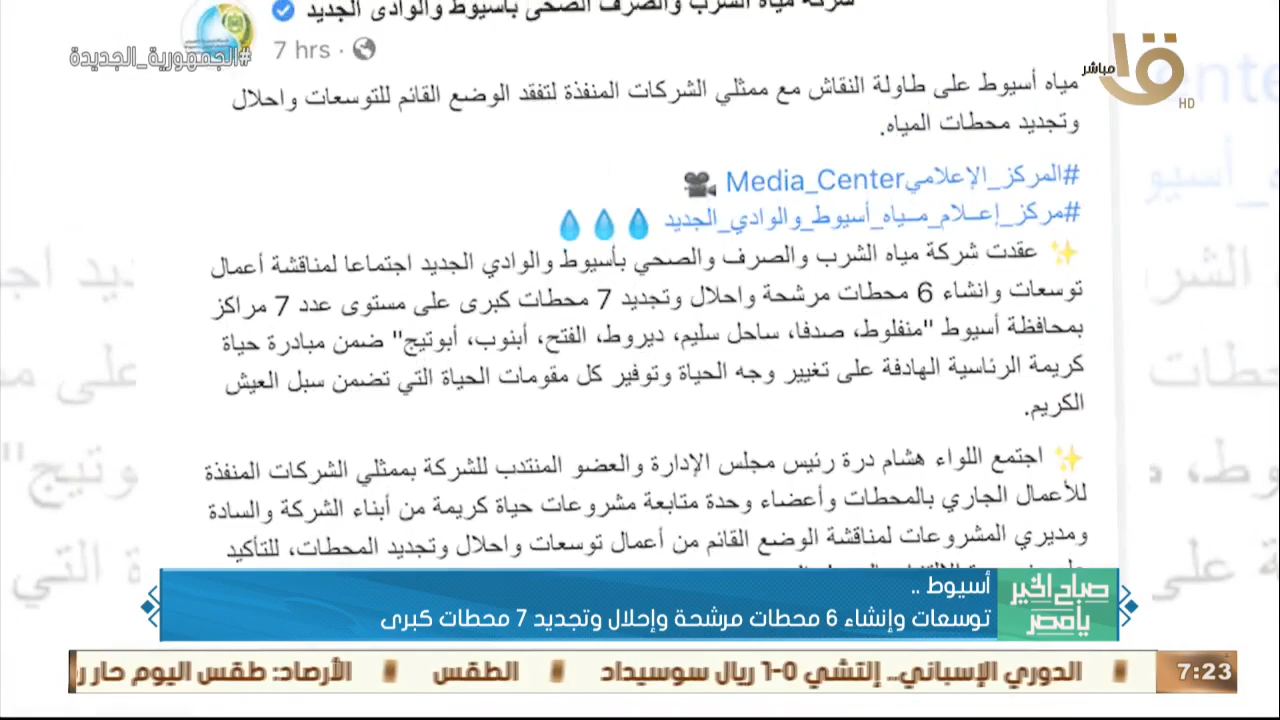 شركة مياه الشرب والصرف الصحى بأسيوط والوادى الجديد
7 hrs ·
#الجمهورية_الجديدة
مباشر
HD
مياه أسيوط على طاولة النقاش مع ممثلي الشركات المنفذة لتفقد الوضع القائم للتوسعات واحلال
وتجديد محطات المياه.
#المركز_الإعلامي Media_Center
#مركز_إعـلام_مـياه_أسيوط_والوادي_الجديد
عقدت شركة مياه الشرب والصرف والصحي بأسيوط والوادي الجديد اجتماعا لمناقشة أعمال
توسعات وانشاء 6 محطات مرشحة واحلال وتجديد 7 محطات كبرى على مستوى عدد 7 مراكز
بمحافظة أسيوط "منفلوط، صدفا، ساحل سليم، ديروط، الفتح، أبنوب، أبوتيج" ضمن مبادرة حياة
كريمة الرئاسية الهادفة على تغيير وجه الحياة وتوفير كل مقومات الحياة التي تضمن سبل العيش
الكريم.
اجتمع اللواء هشام درة رئيس مجلس الإدارة والعضو المنتدب للشركة بممثلي الشركات المنفذة
للأعمال الجاري بالمحطات وأعضاء وحدة متابعة مشروعات حياة كريمة من أبناء الشركة والسادة
ومديري المشروعات لمناقشة الوضع القائم من أعمال توسعات واحلال وتجديد المحطات، للتأكيد
صباح الخير
يا مصر
أسيوط ..
توسعات وإنشاء 6 محطات مرشحة وإحلال وتجديد 7 محطات كبرى
7:23
الدوري الإسباني.. إلتشي 0-1 ريال سوسيداد
الطقس
الأرصاد: طقس اليوم حار ر